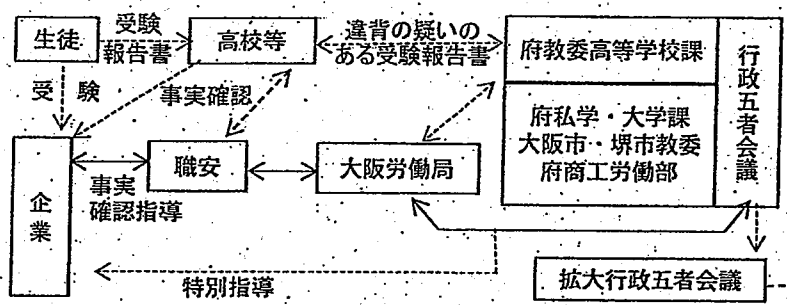 生徒
受験
報告書
高校等
違背の疑いの
ある受験報告書
府教委高等学校課
行政五者会議
受験
事実確認
府私学・大学課
大阪市・堺市教委
府商工労働部
企業
事実
確認指導
職安
大阪労働局
特別指導
拡大行政五者会議